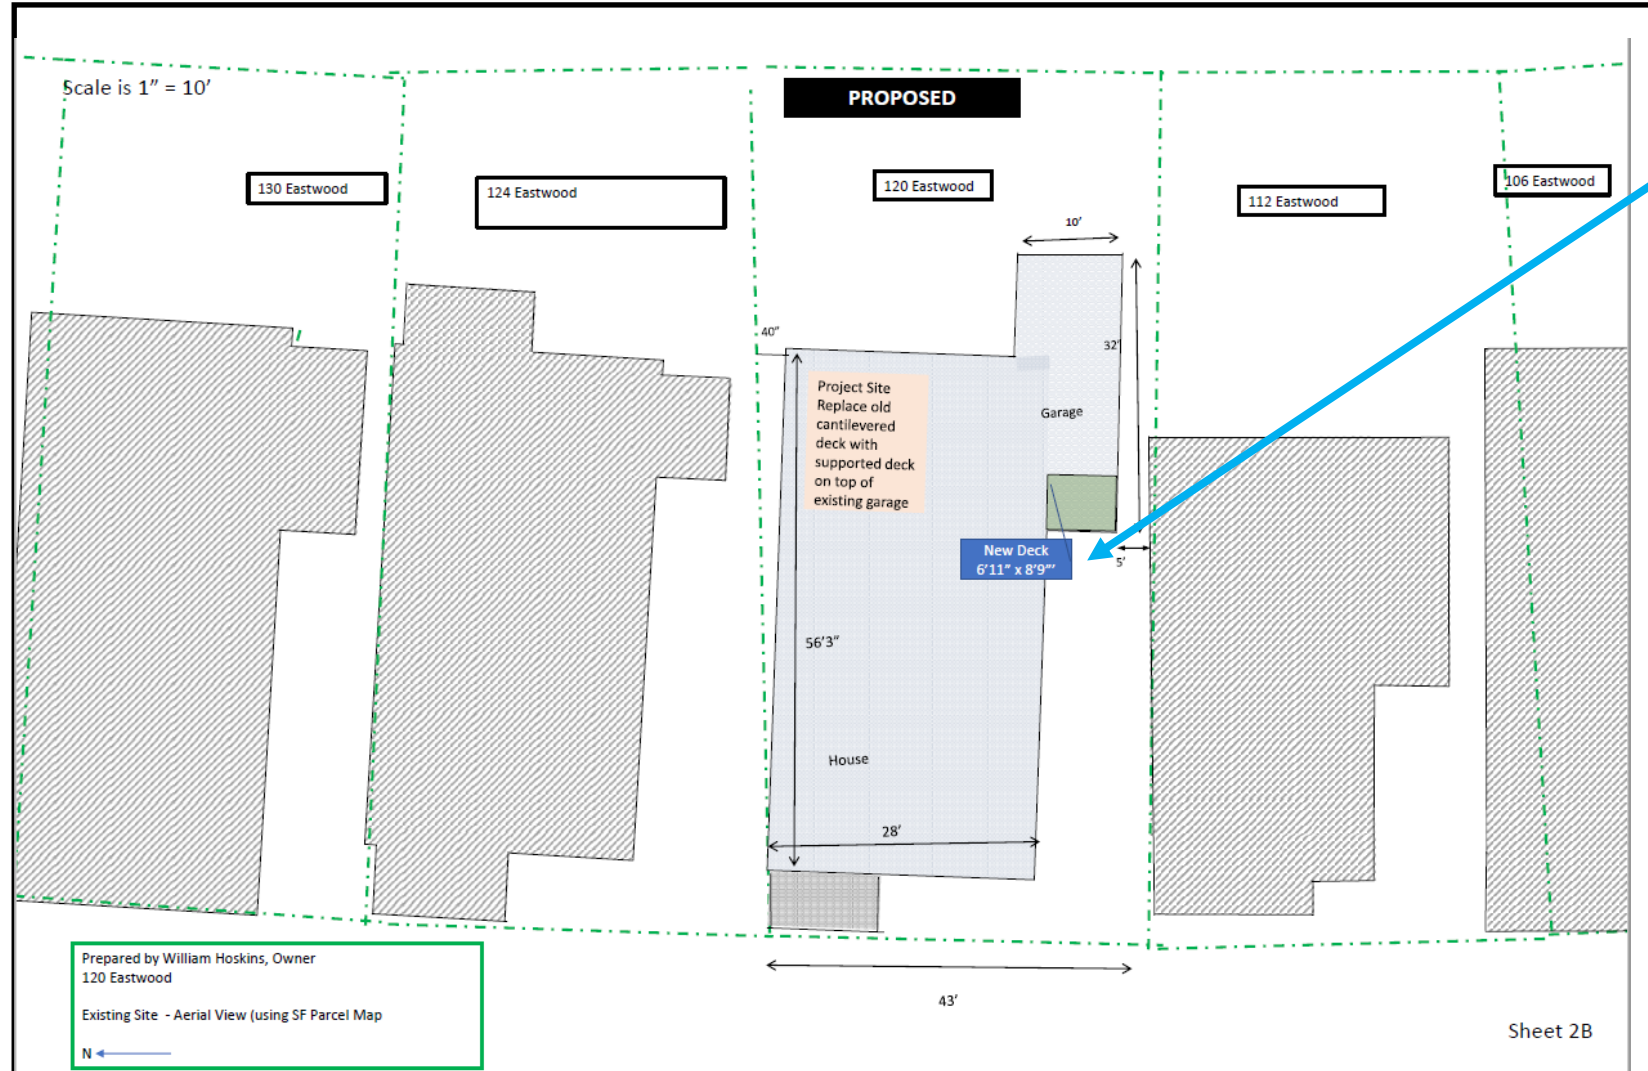 Scale is 1” = 10’
PROPOSED
130 Eastwood
124 Eastwood
120 Eastwood
112 Eastwood
106 Eastwood
10’
40”
32’
Project Site
Replace old
cantilevered
deck with
supported deck
on top of
existing garage
Garage
New Deck
6’11” x 8’9”’
5’
56’3”
House
28’
43’
Prepared by William Hoskins, Owner
120 Eastwood
Existing Site - Aerial View (using SF Parcel Map
N
Sheet 2B